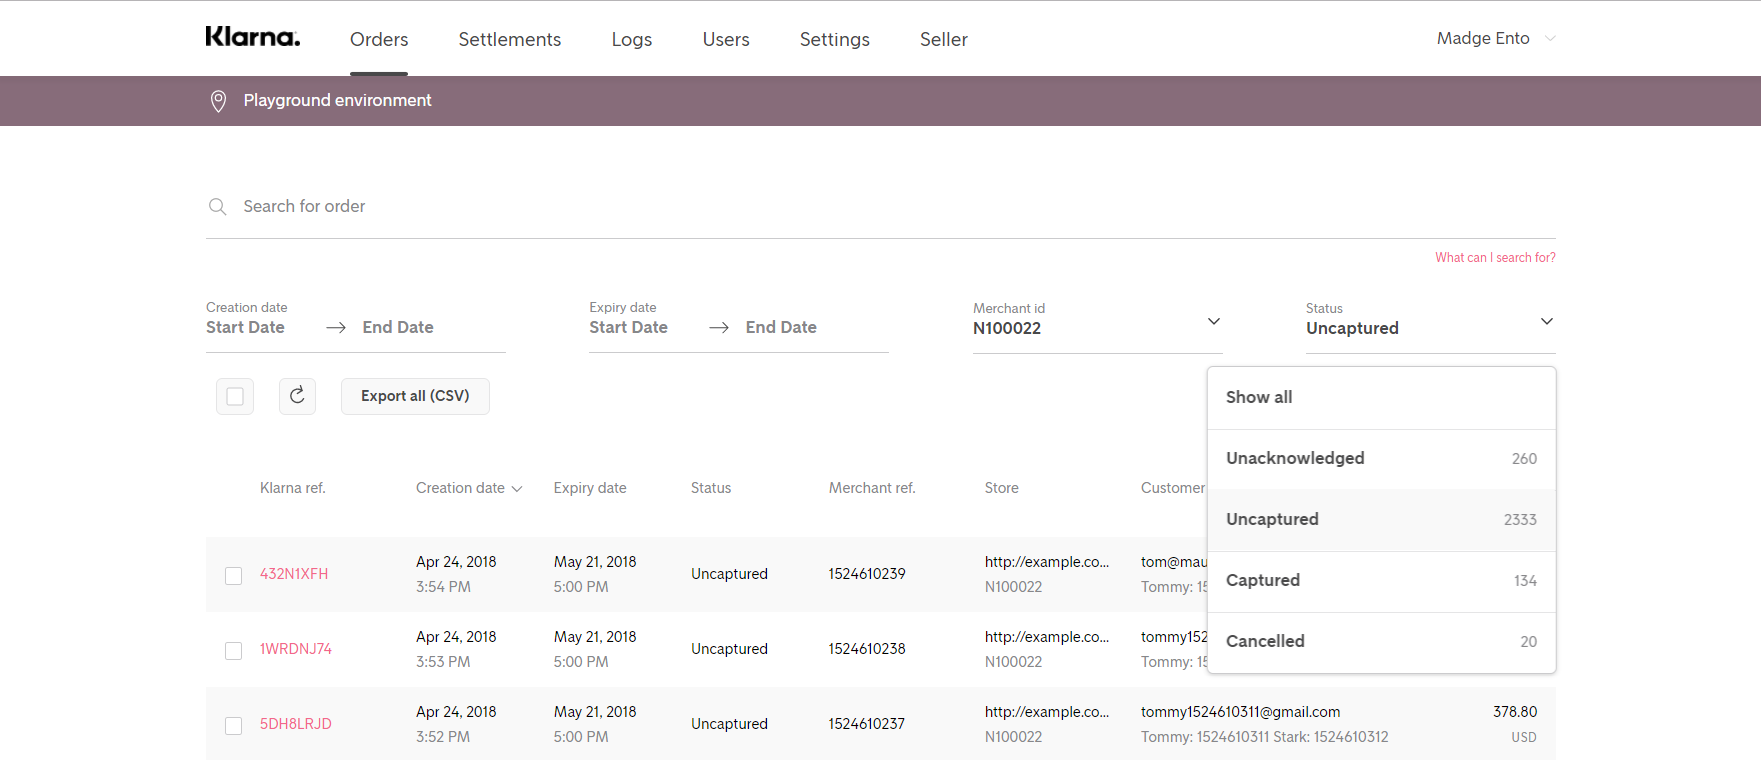 Klarna.
Orders Settlements Logs Users Settings Seller Madge Ento
Playground environment
Search for order
What can I search for?
Creation date Expiry date Merchant id Status
Start Date → End Date Start Date → End Date N100022 Uncaptured
Export all (CSV)
Show all
Unacknowledged 260
Uncaptured 2333
Captured 134
Cancelled 20
Klarna ref. Creation date Expiry date Status Merchant ref. Store Customer
432N1XFH Apr 24, 2018 May 21, 2018 Uncaptured 1524610239 http://example.co... tom@mau
3:54 PM 5:00 PM N100022 Tommy: 15
1WRDNJ74 Apr 24, 2018 May 21, 2018 Uncaptured 1524610238 http://example.co... tommy152
3:53 PM 5:00 PM N100022 Tommy: 15
5DH8LRJD Apr 24, 2018 May 21, 2018 Uncaptured 1524610237 http://example.co... tommy1524610311@gmail.com 378.80
3:52 PM 5:00 PM N100022 Tommy: 1524610311 Stark: 1524610312 USD